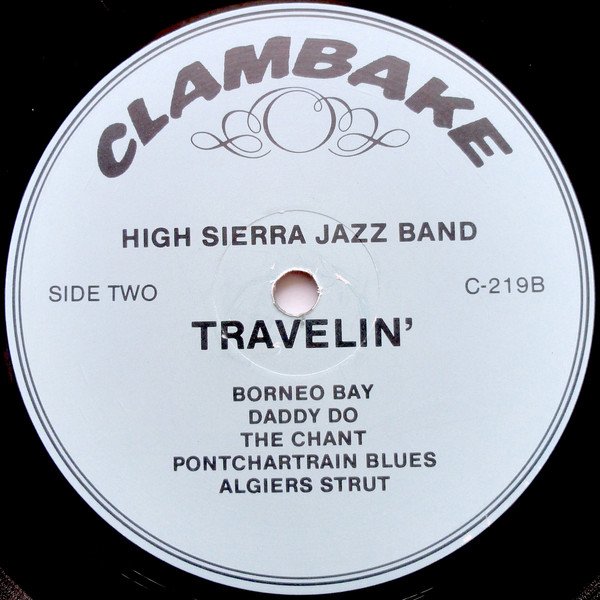 CLAMBAKE
HIGH SIERRA JAZZ BAND
SIDE TWO
C-219B
TRAVELIN'
BORNEO BAY
DADDY DO
THE CHANT
PONTCHARTRAIN BLUES
ALGIERS STRUT